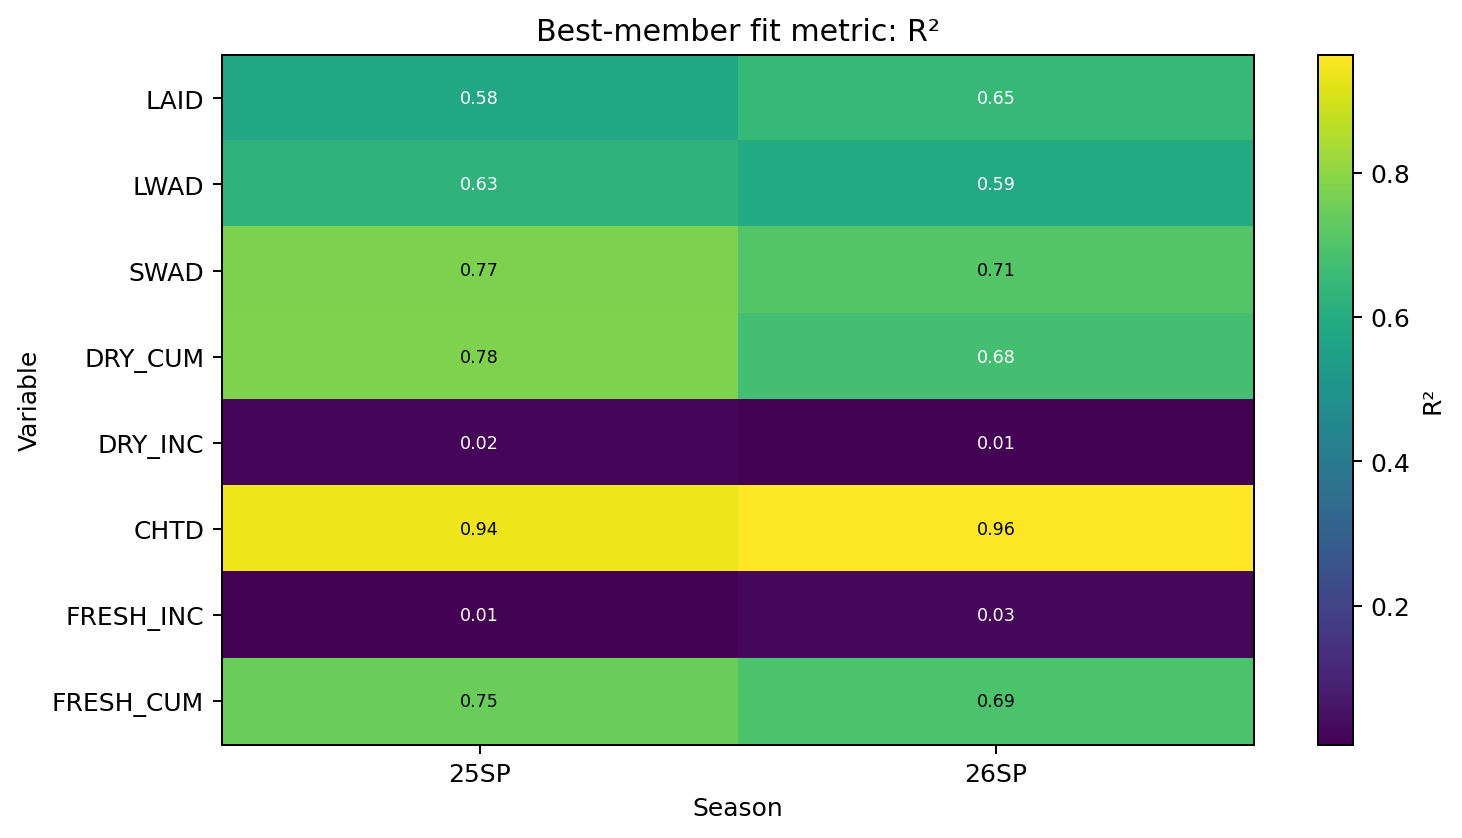 Best-member fit metric: R²
LAID 0.58 0.65
LWAD 0.63 0.59
SWAD 0.77 0.71
DRY_CUM 0.78 0.68
DRY_INC 0.02 0.01
CHTD 0.94 0.96
FRESH_INC 0.01 0.03
FRESH_CUM 0.75 0.69
25SP 26SP
Season
Variable
0.8
0.6
0.4
0.2
R²